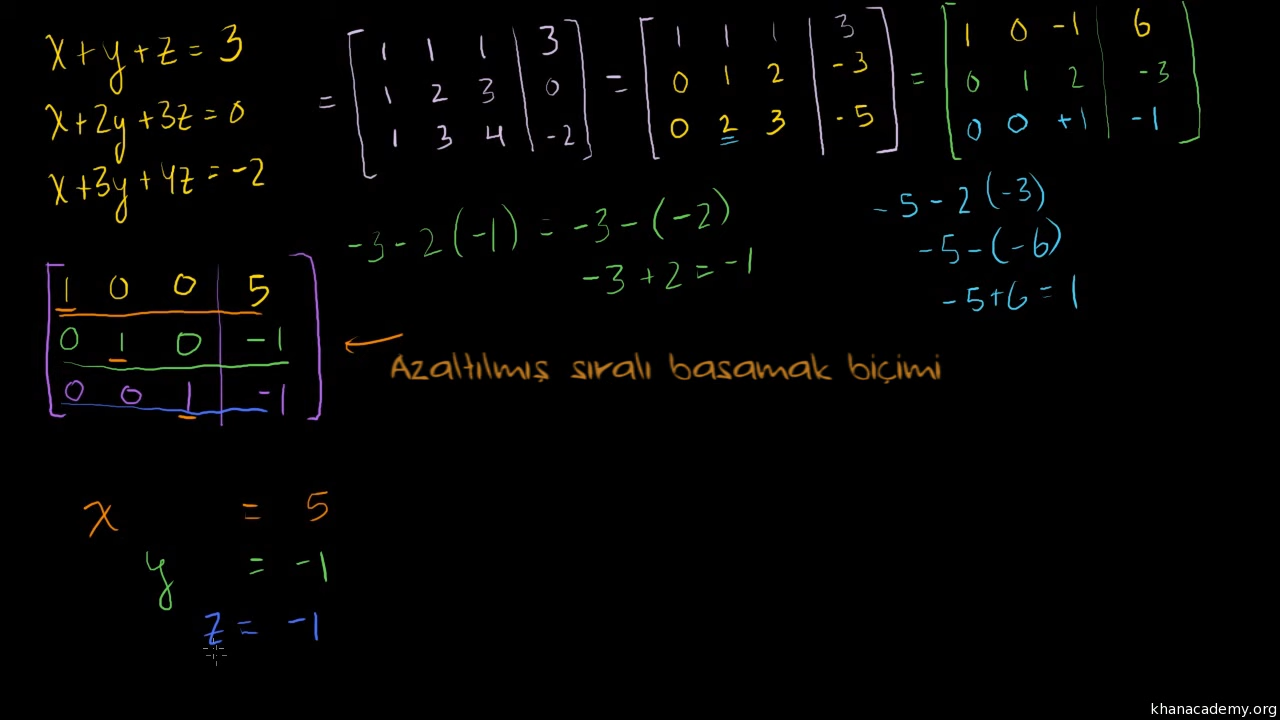 x+y+z=3
x+2y+3z=0
x+3y+4z=-2
= [ 1 1 1 | 3 ]
[ 1 2 3 | 0 ]
[ 1 3 4 | -2 ]
= [ 1 1 1 | 3 ]
[ 0 1 2 | -3 ]
[ 0 2 3 | -5 ]
= [ 1 0 -1 | 6 ]
[ 0 1 2 | -3 ]
[ 0 0 +1 | -1 ]
-3-2(-1) = -3-(-2)
-3+2=-1
-5-2(-3)
-5-(-6)
-5+6=1
[ 1 0 0 | 5 ]
[ 0 1 0 | -1 ]
[ 0 0 1 | -1 ]
Azaltılmış sıralı basamak biçimi
x = 5
y = -1
z = -1
khanacademy.org